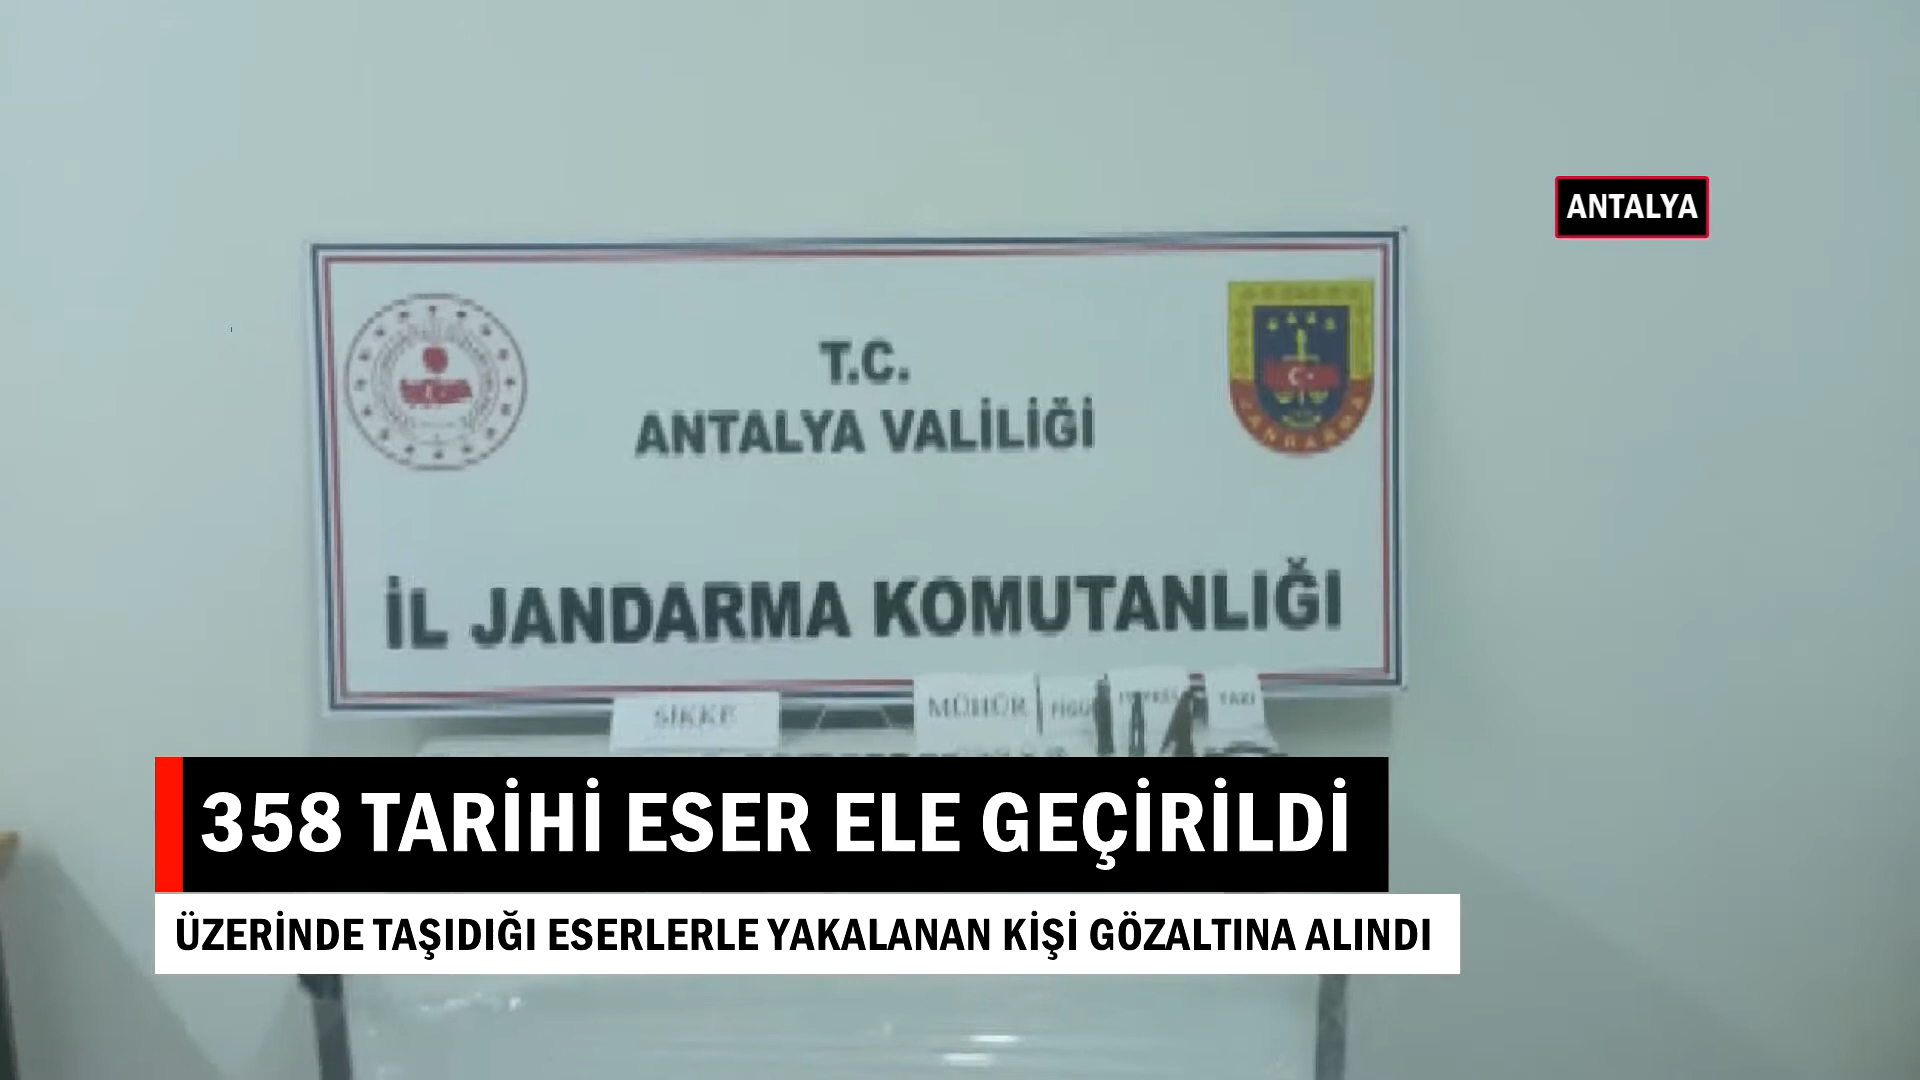 ANTALYA
T.C.
ANTALYA VALİLİĞİ
JANDARMA
İL JANDARMA KOMUTANLIĞI
SİKKE
MÜHÜR
358 TARİHİ ESER ELE GEÇİRİLDİ
ÜZERİNDE TAŞIDIĞI ESERLERLE YAKALANAN KİŞİ GÖZALTINA ALINDI